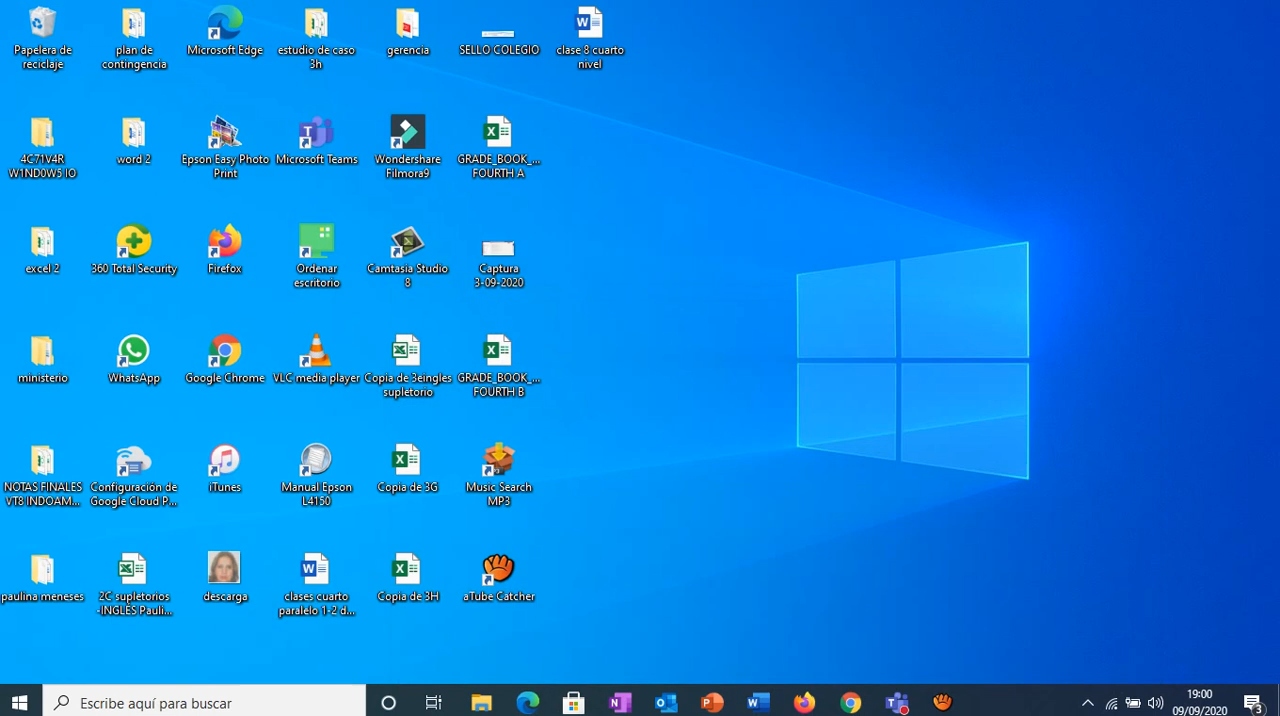 Papelera de
reciclaje
plan de
contingencia
Microsoft Edge
estudio de caso
3h
gerencia
SELLO COLEGIO
clase 8 cuarto
nivel
4C71V4R
W1ND0W5 IO
word 2
Epson Easy Photo
Print
Microsoft Teams
Wondershare
Filmora9
GRADE_BOOK_...
FOURTH A
excel 2
360 Total Security
Firefox
Ordenar
escritorio
Camtasia Studio
8
Captura
3-09-2020
ministerio
WhatsApp
Google Chrome
VLC media player
Copia de 3eingles
supletorio
GRADE_BOOK_...
FOURTH B
NOTAS FINALES
VT8 INDOAM...
Configuración de
Google Cloud P...
iTunes
Manual Epson
L4150
Copia de 3G
Music Search
MP3
paulina meneses
2C supletorios
-INGLÉS Pauli...
descarga
clases cuarto
paralelo 1-2 d...
Copia de 3H
aTube Catcher
Escribe aquí para buscar
19:00
09/09/2020
3